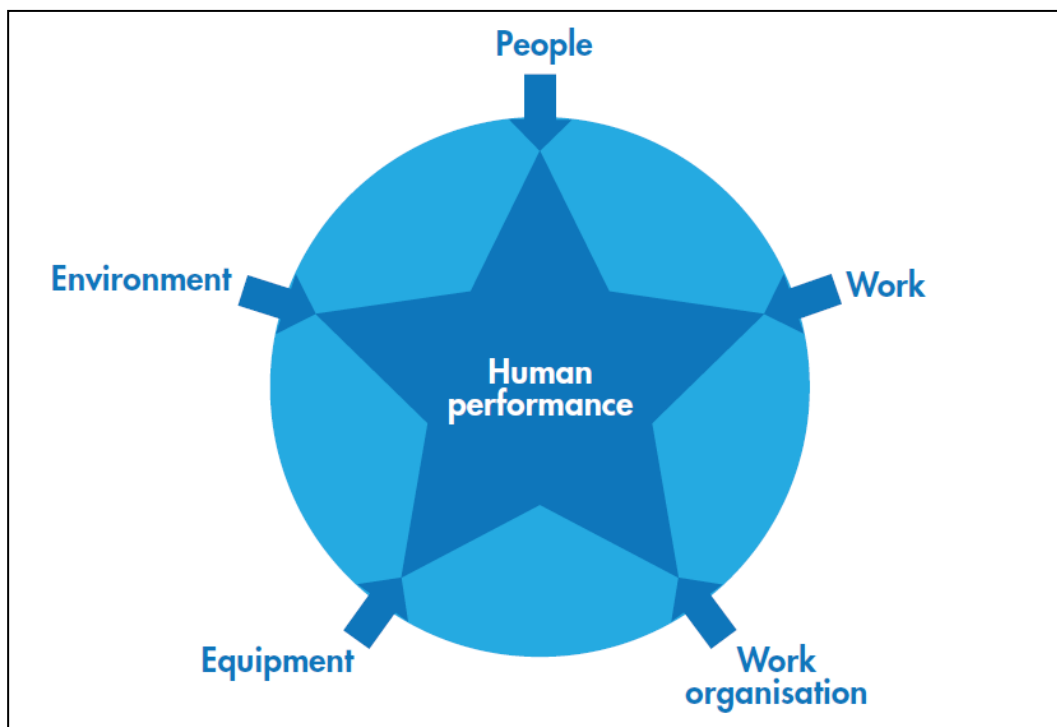 People
Environment
Work
Human
performance
Equipment
Work
organisation